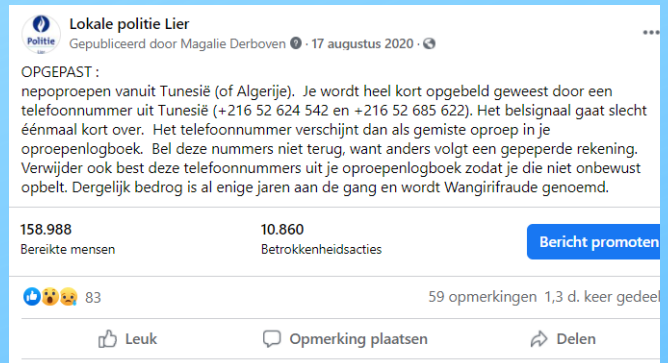 Lokale politie Lier
Gepubliceerd door Magalie Derboven · 17 augustus 2020 ·
Politie
Lier
OPGEPAST :
nepoproepen vanuit Tunesië (of Algerije). Je wordt heel kort opgebeld geweest door een
telefoonnummer uit Tunesië (+216 52 624 542 en +216 52 685 622). Het belsignaal gaat slecht
éénmaal kort over. Het telefoonnummer verschijnt dan als gemiste oproep in je
oproepenlogboek. Bel deze nummers niet terug, want anders volgt een gepeperde rekening.
Verwijder ook best deze telefoonnummers uit je oproepenlogboek zodat je die niet onbewust
opbelt. Dergelijk bedrog is al enige jaren aan de gang en wordt Wangirifraude genoemd.
158.988 10.860
Bereikte mensen Betrokkenheidsacties
Bericht promoten
83 59 opmerkingen 1,3 d. keer gedeel
Leuk Opmerking plaatsen Delen